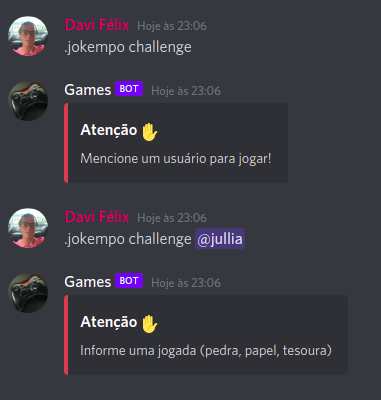 Davi Félix Hoje às 23:06
.jokempo challenge
Games BOT Hoje às 23:06
Atenção ✋
Mencione um usuário para jogar!
Davi Félix Hoje às 23:06
.jokempo challenge @jullia
Games BOT Hoje às 23:06
Atenção ✋
Informe uma jogada (pedra, papel, tesoura)